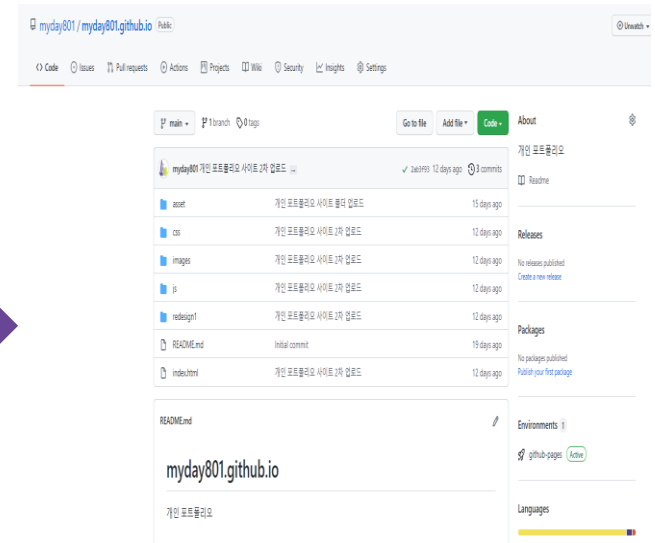 myday801 / myday801.github.io Public
Unwatch
Code Issues Pull requests Actions Projects Wiki Security Insights Settings
main 1 branch 0 tags Go to file Add file Code
myday801 개인 포트폴리오 사이트 2차 업로드 ... 2ab3f93 12 days ago 3 commits
asset 개인 포트폴리오 사이트 폴더 업로드 15 days ago
css 개인 포트폴리오 사이트 2차 업로드 12 days ago
images 개인 포트폴리오 사이트 2차 업로드 12 days ago
js 개인 포트폴리오 사이트 2차 업로드 12 days ago
redesign1 개인 포트폴리오 사이트 2차 업로드 12 days ago
README.md Initial commit 19 days ago
index.html 개인 포트폴리오 사이트 2차 업로드 12 days ago
README.md
myday801.github.io
개인 포트폴리오
About
개인 포트폴리오
Readme
Releases
No releases published
Create a new release
Packages
No packages published
Publish your first package
Environments 1
github-pages Active
Languages